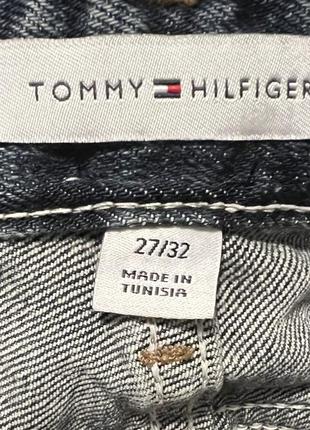 TOMMY HILFIGER
27/32
MADE IN
TUNISIA